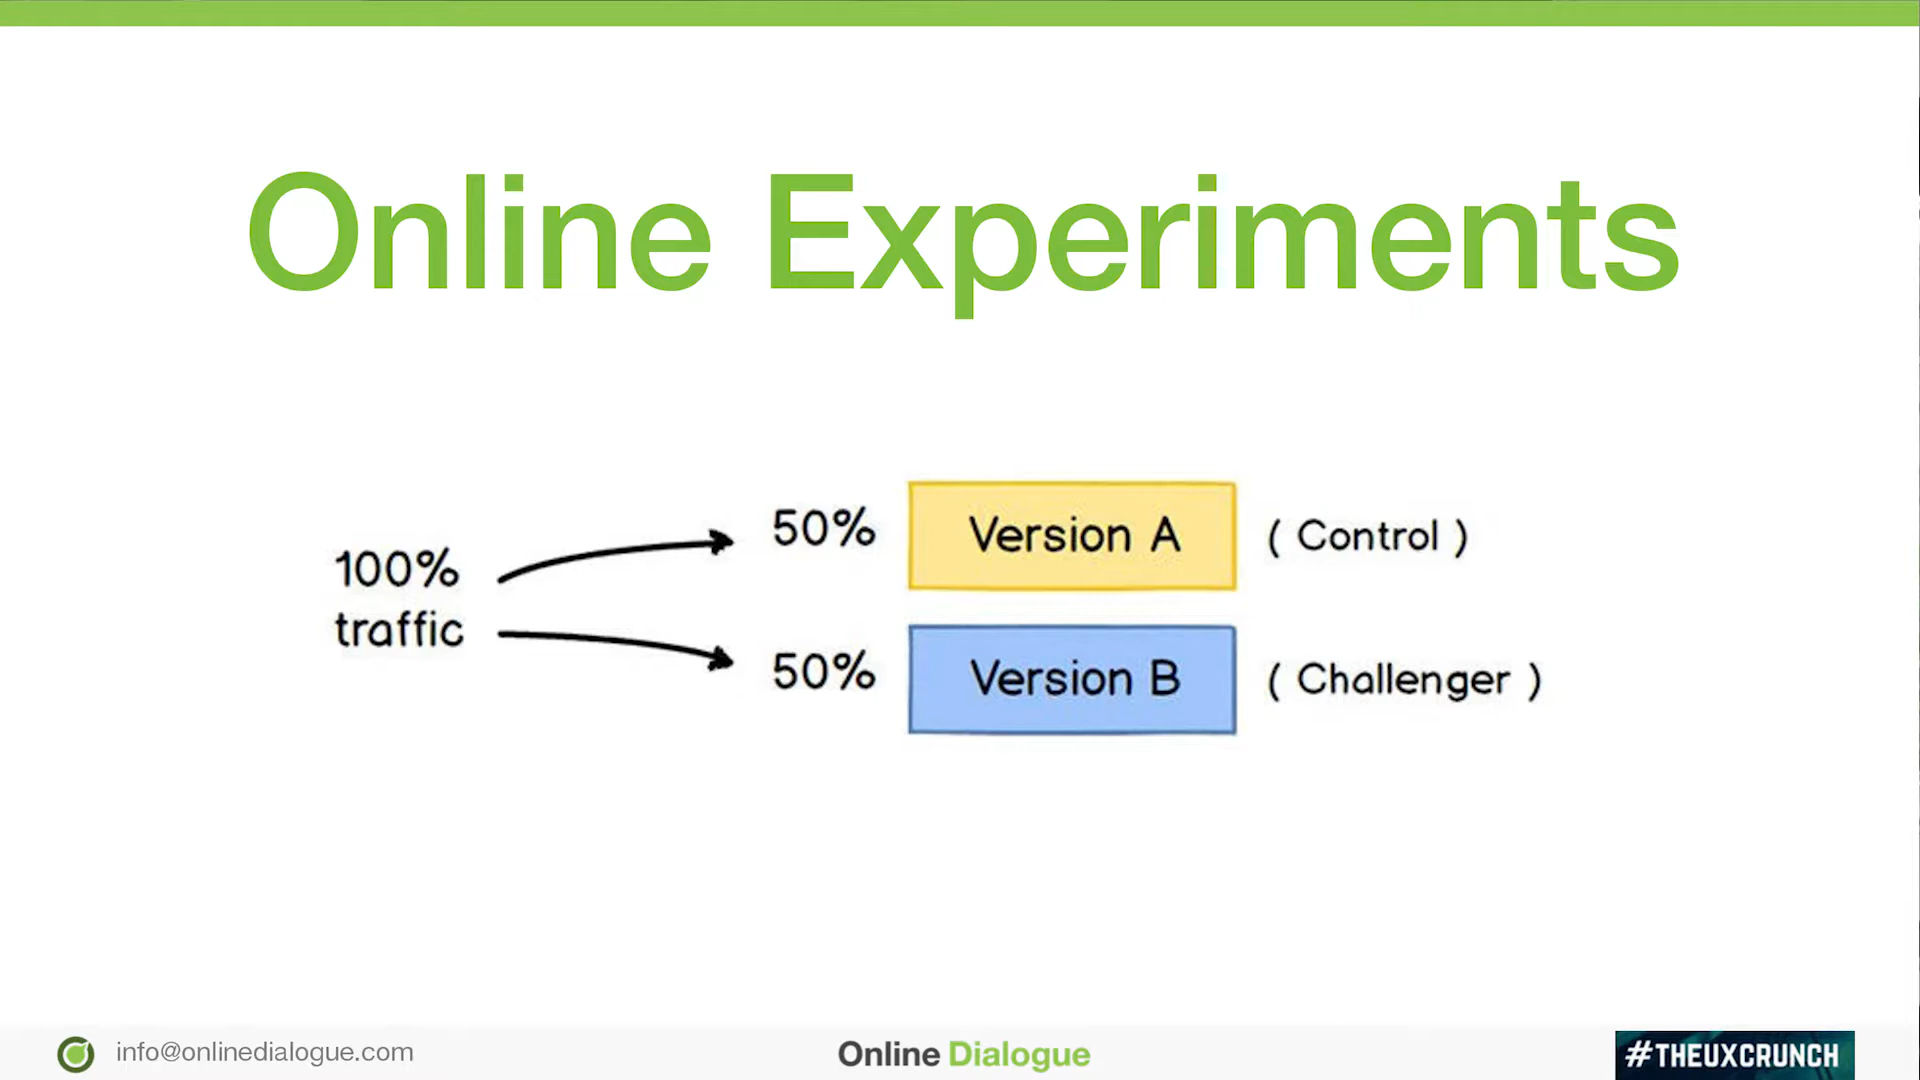 Online Experiments
100%
traffic
50%
Version A
( Control )
50%
Version B
( Challenger )
info@onlinedialogue.com
Online Dialogue
#THEUXCRUNCH